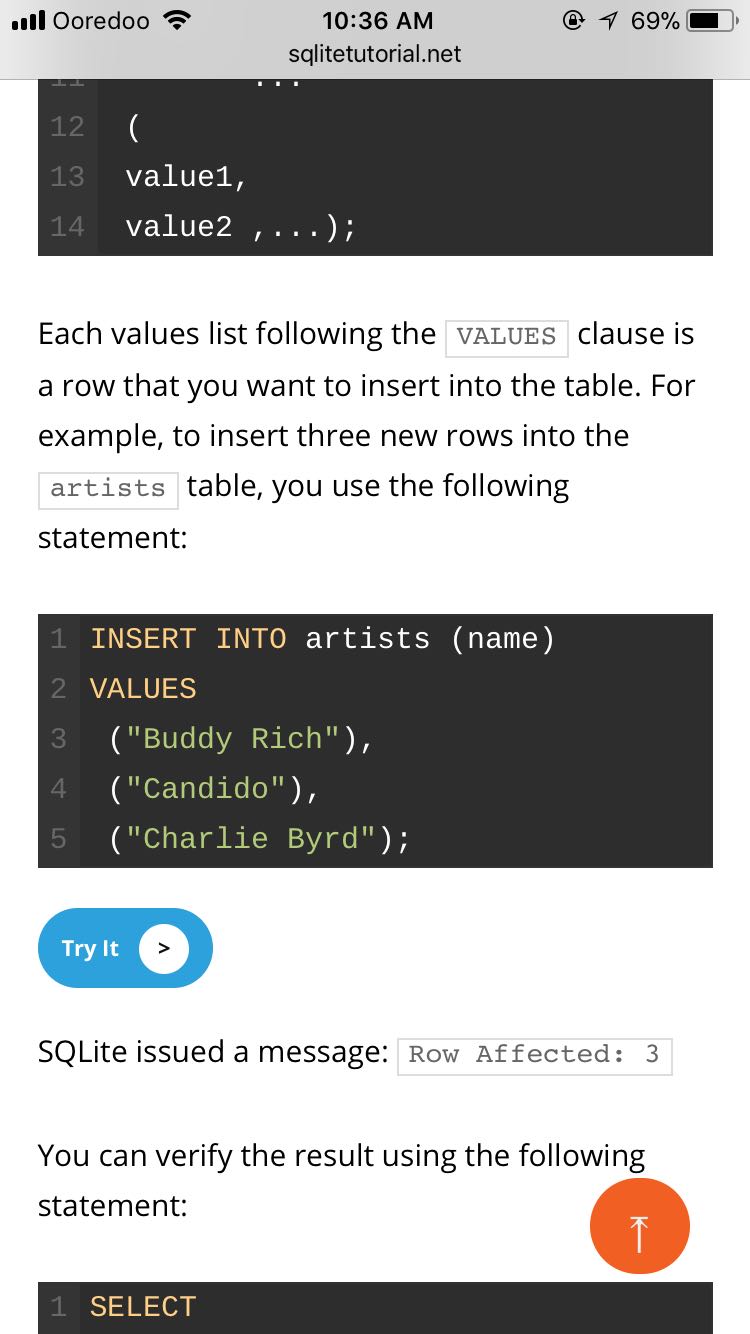 Ooredoo 10:36 AM 69%
sqlitetutorial.net
11 ...
12 (
13 value1,
14 value2 ,...);
Each values list following the VALUES clause is
a row that you want to insert into the table. For
example, to insert three new rows into the
artists table, you use the following
statement:
1 INSERT INTO artists (name)
2 VALUES
3 ("Buddy Rich"),
4 ("Candido"),
5 ("Charlie Byrd");
Try It >
SQLite issued a message: Row Affected: 3
You can verify the result using the following
statement:
1 SELECT